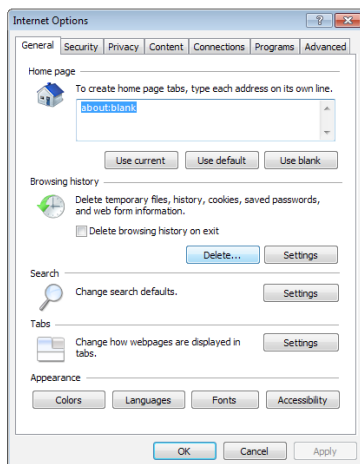 Internet Options
General Security Privacy Content Connections Programs Advanced
Home page
To create home page tabs, type each address on its own line.
about:blank
Use current Use default Use blank
Browsing history
Delete temporary files, history, cookies, saved passwords,
and web form information.
Delete browsing history on exit
Delete... Settings
Search
Change search defaults. Settings
Tabs
Change how webpages are displayed in
tabs.
Settings
Appearance
Colors Languages Fonts Accessibility
OK Cancel Apply